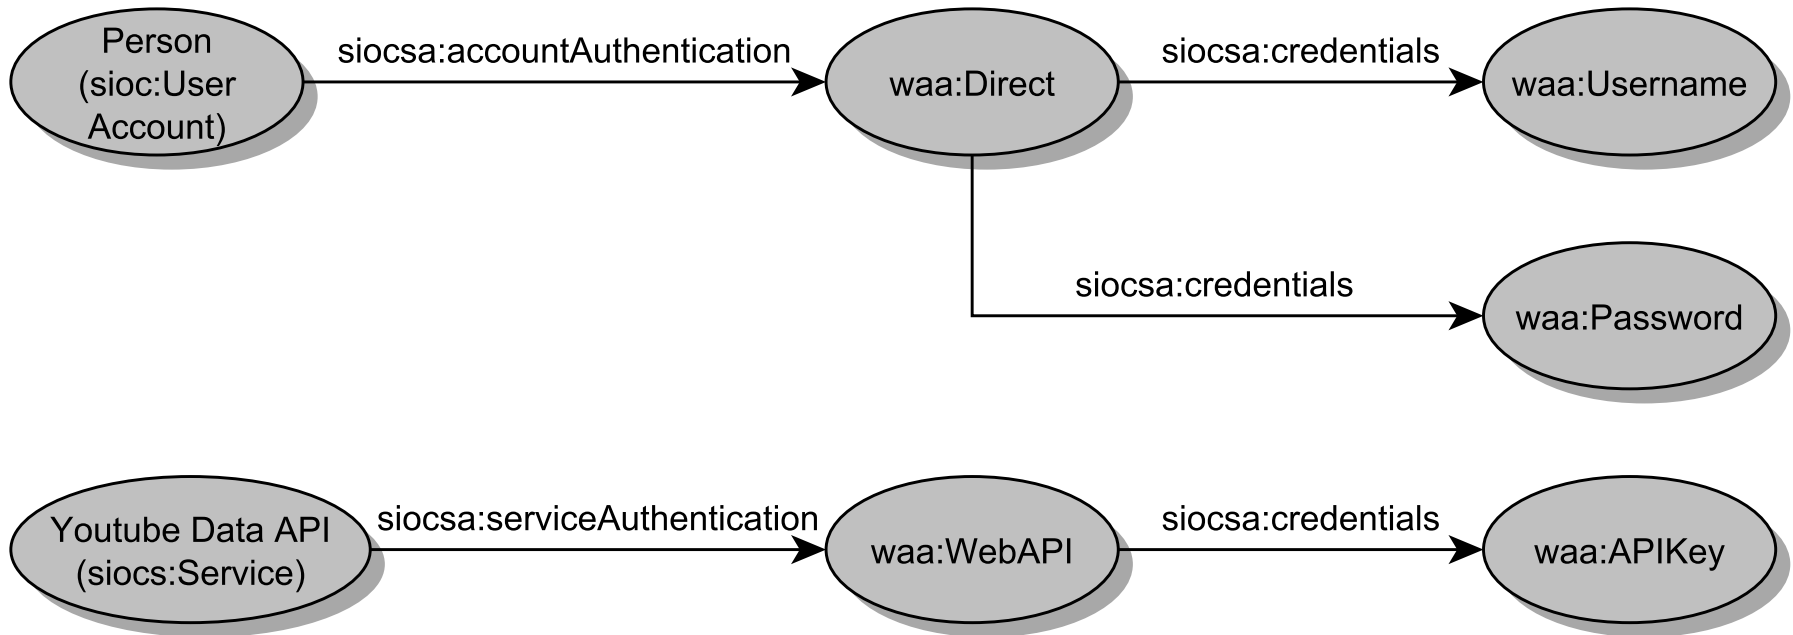 Person
(sioc:User
Account)
siocsa:accountAuthentication
waa:Direct
siocsa:credentials
waa:Username
siocsa:credentials
waa:Password
Youtube Data API
(siocs:Service)
siocsa:serviceAuthentication
waa:WebAPI
siocsa:credentials
waa:APIKey